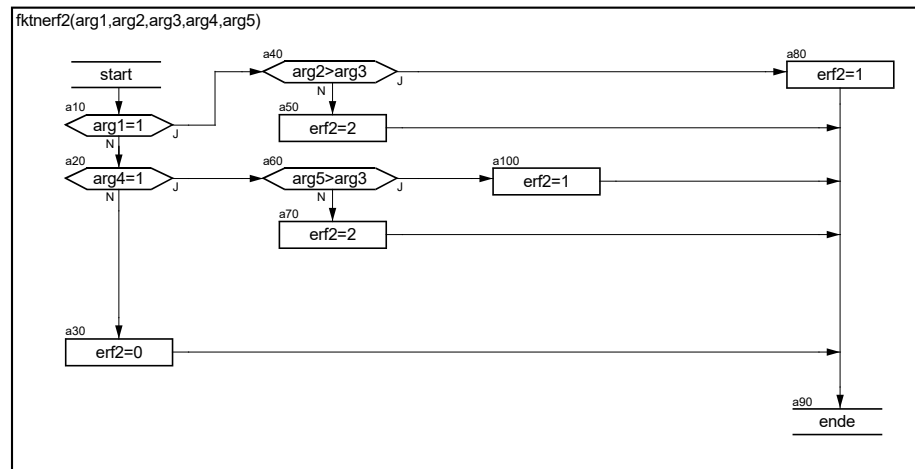 fktnerf2(arg1,arg2,arg3,arg4,arg5)
start
a10
arg1=1
J
N
a40
arg2>arg3
J
N
a80
erf2=1
a50
erf2=2
a20
arg4=1
J
N
a60
arg5>arg3
J
N
a100
erf2=1
a70
erf2=2
a30
erf2=0
a90
ende